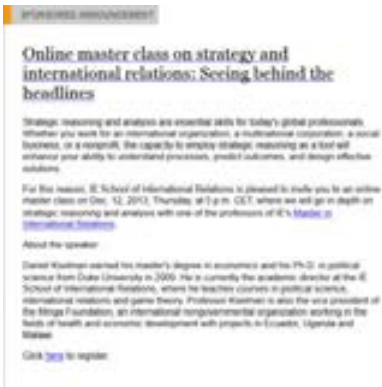 SPONSORED ANNOUNCEMENT
Online master class on strategy and
international relations: Seeing behind the
headlines
Strategic reasoning and analysis are essential skills for today's global professionals.
Whether you work for an international organization, a multinational corporation, a social
business, or a nonprofit, the capacity to employ strategic reasoning as a tool will
enhance your ability to understand processes, predict outcomes, and design effective
solutions.
For this reason, IE School of International Relations is pleased to invite you to an online
master class on Dec. 12, 2013, Thursday, at 5 p.m. CET, where we will go in depth on
strategic reasoning and analysis with one of the professors of IE's Master in
International Relations.
About the speaker
Daniel Kselman earned his master's degree in economics and his Ph.D. in political
science from Duke University in 2009. He is currently the academic director at the IE
School of International Relations, where he teaches courses in political science,
international relations and game theory. Professor Kselman is also the vice president of
the Minga Foundation, an international nongovernmental organization working in the
fields of health and economic development with projects in Ecuador, Uganda and
Malawi.
Click here to register.